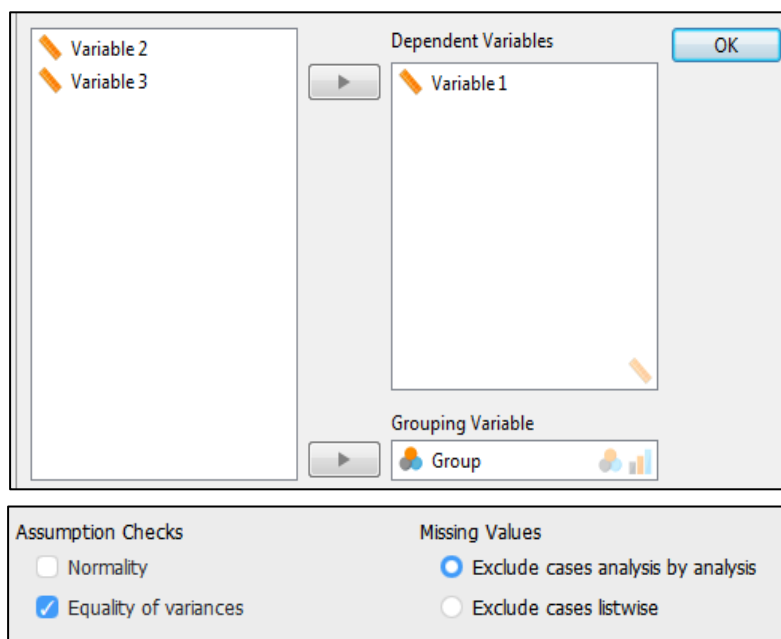 Variable 2
Variable 3
Dependent Variables
Variable 1
OK
Grouping Variable
Group
Assumption Checks
Normality
Equality of variances
Missing Values
Exclude cases analysis by analysis
Exclude cases listwise